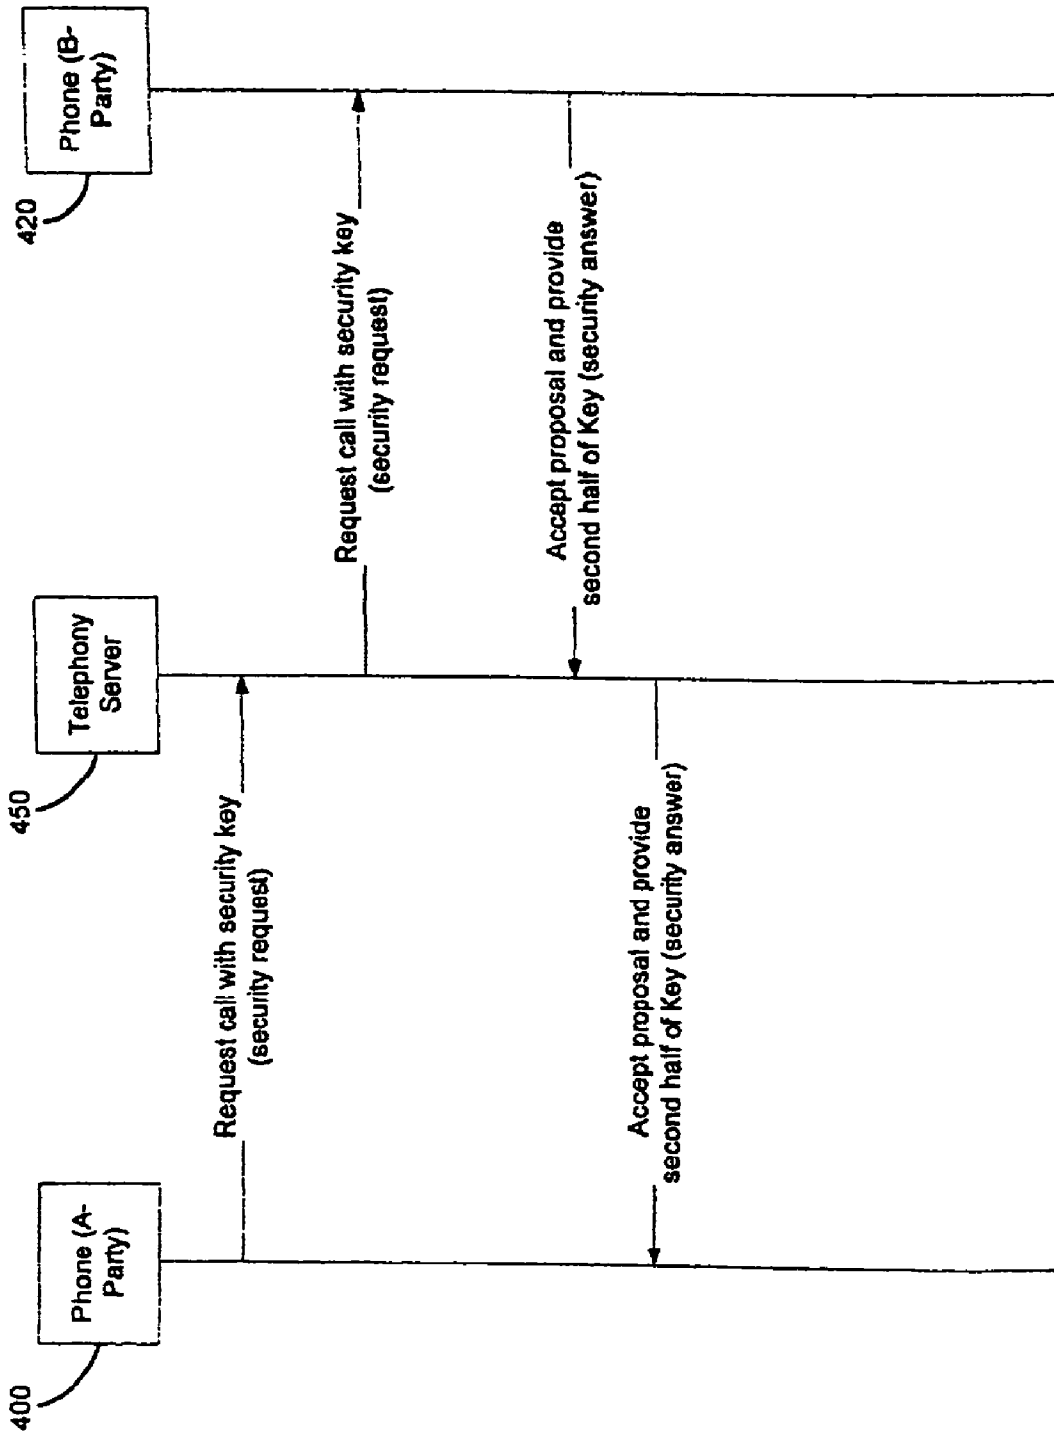 400
Phone (A-
Party)
450
Telephony
Server
420
Phone (B-
Party)
Request call with security key
(security request)
Request call with security key
(security request)
Accept proposal and provide
second half of Key (security answer)
Accept proposal and provide
second half of Key (security answer)